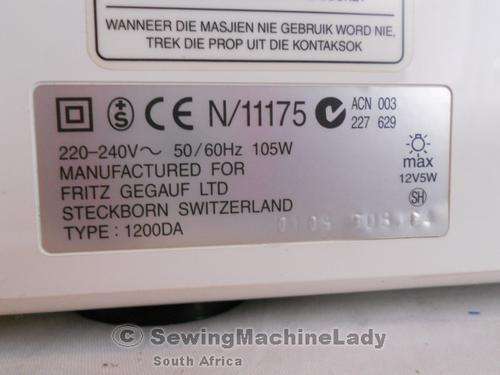 WANNEER DIE MASJIEN NIE GEBRUIK WORD NIE,
TREK DIE PROP UIT DIE KONTAKSOK
S CE N/11175 ACN 003
227 629
220-240V~ 50/60Hz 105W
MANUFACTURED FOR
FRITZ GEGAUF LTD
STECKBORN SWITZERLAND
TYPE: 1200DA
max
12V5W
SH
© SewingMachineLady
South Africa